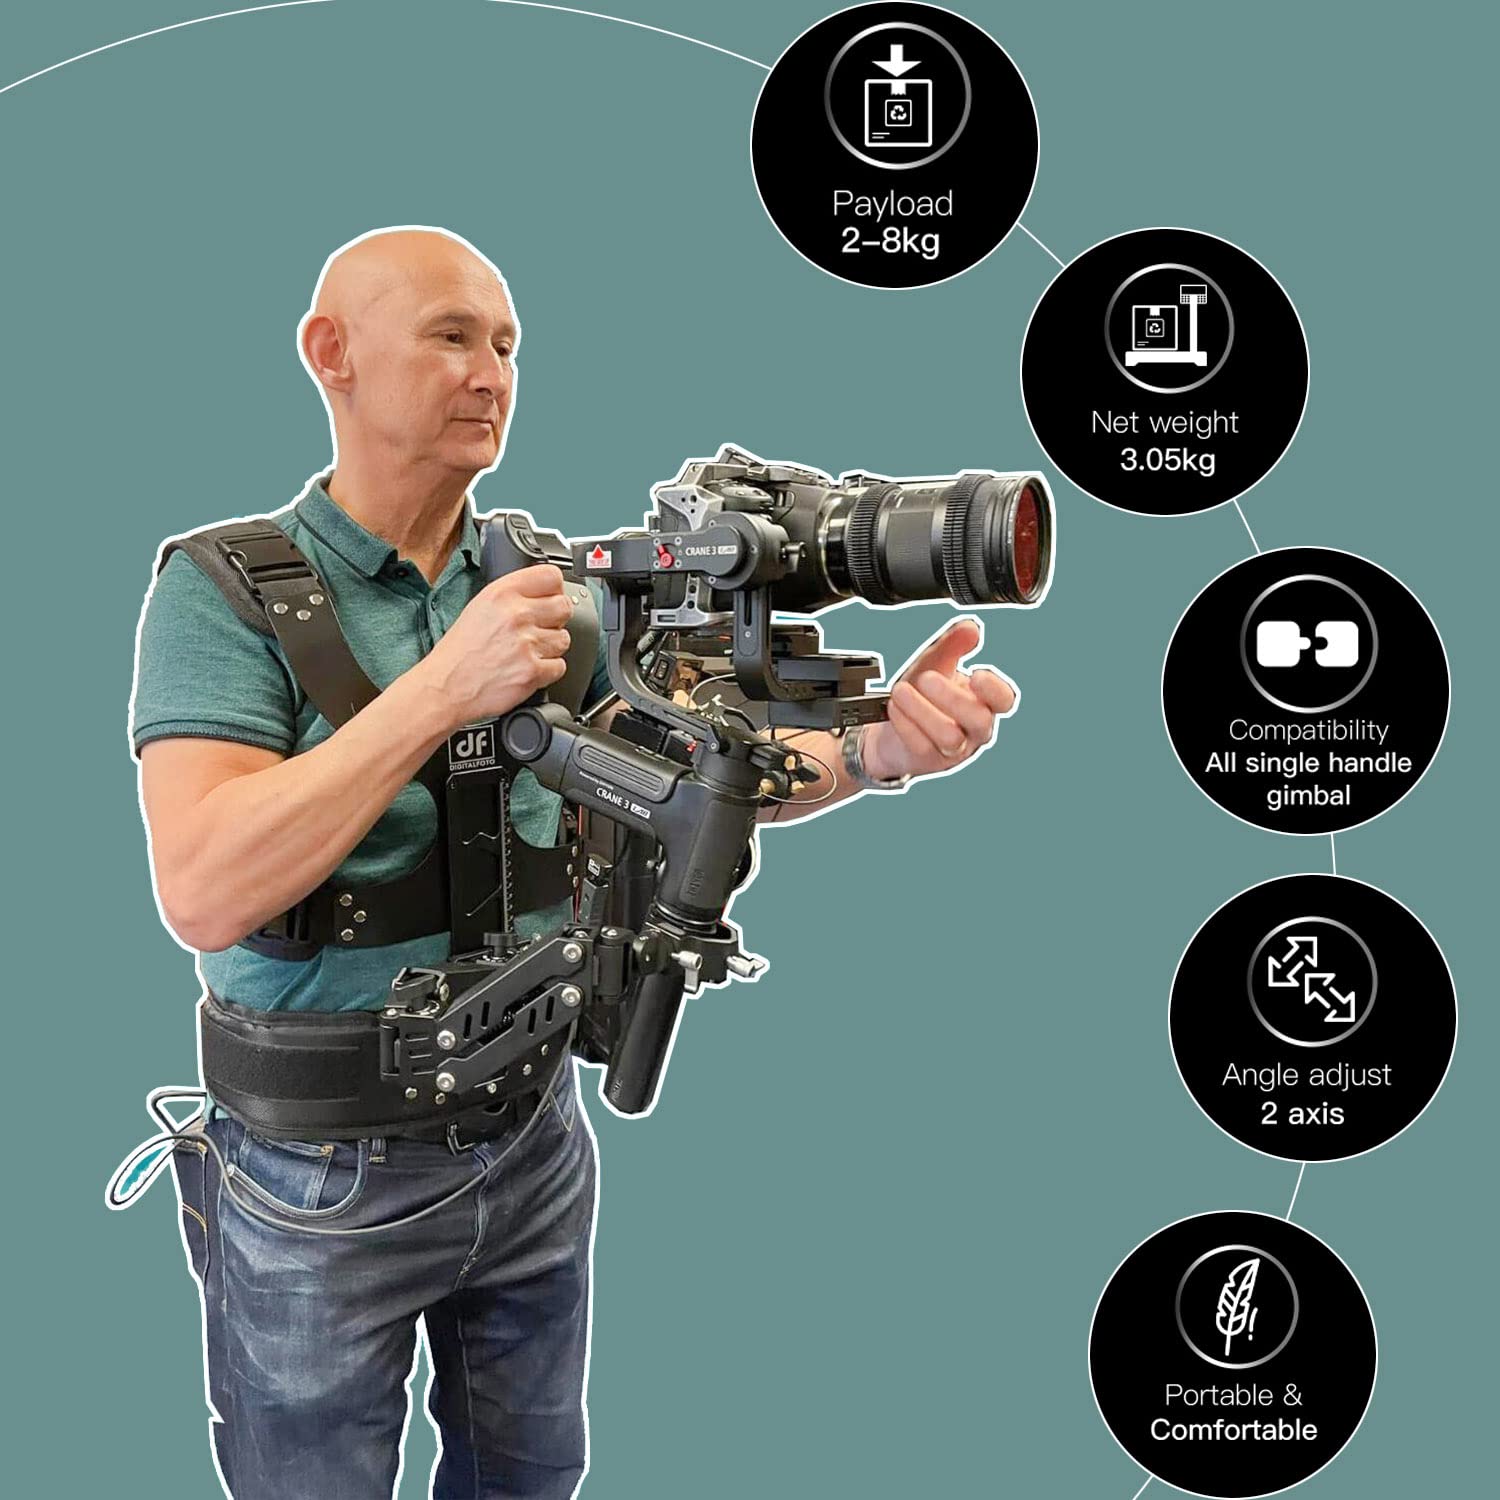 Payload
2-8kg
Net weight
3.05kg
Compatibility
All single handle
gimbal
Angle adjust
2 axis
Portable &
Comfortable
CRANE 3 LAB
df
DIGITALFOTO
CRANE 3 LAB